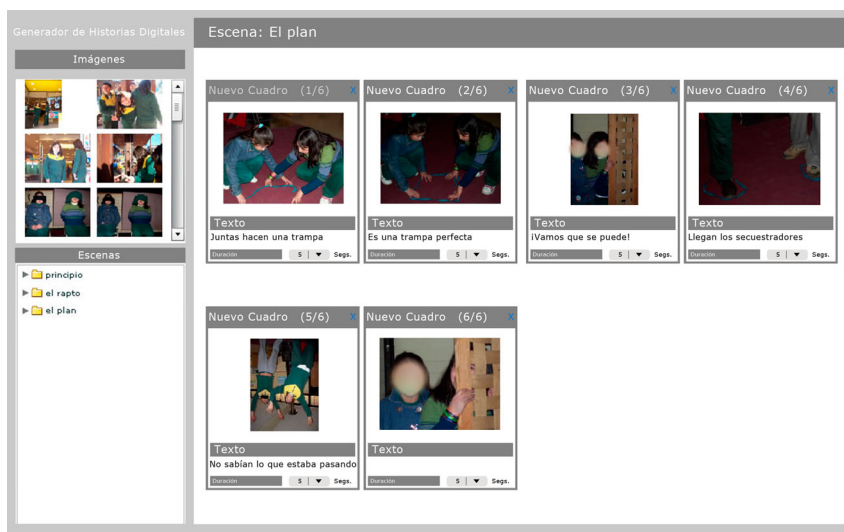 Generador de Historias Digitales
Imágenes
Escenas
principio
el rapto
el plan
Escena: El plan
Nuevo Cuadro (1/6) X
Texto
Juntas hacen una trampa
Duración 5 Segs.
Nuevo Cuadro (2/6) X
Texto
Es una trampa perfecta
Duración 5 Segs.
Nuevo Cuadro (3/6) X
Texto
¡Vamos que se puede!
Duración 5 Segs.
Nuevo Cuadro (4/6) X
Texto
Llegan los secuestradores
Duración 5 Segs.
Nuevo Cuadro (5/6) X
Texto
No sabían lo que estaba pasando
Duración 5 Segs.
Nuevo Cuadro (6/6) X
Texto
Duración 5 Segs.